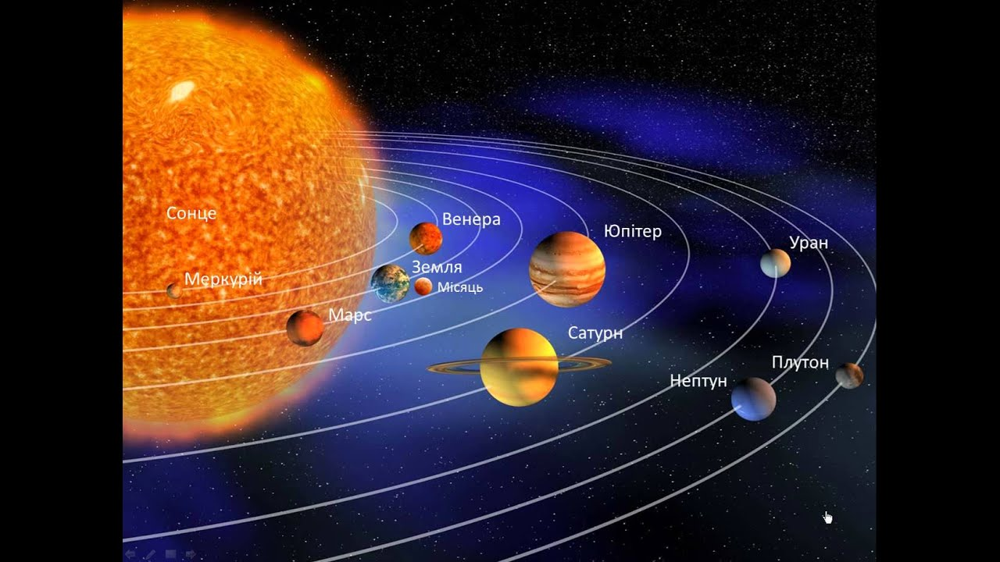 Сонце
Меркурій
Венера
Земля
Місяць
Марс
Юпітер
Сатурн
Уран
Нептун
Плутон